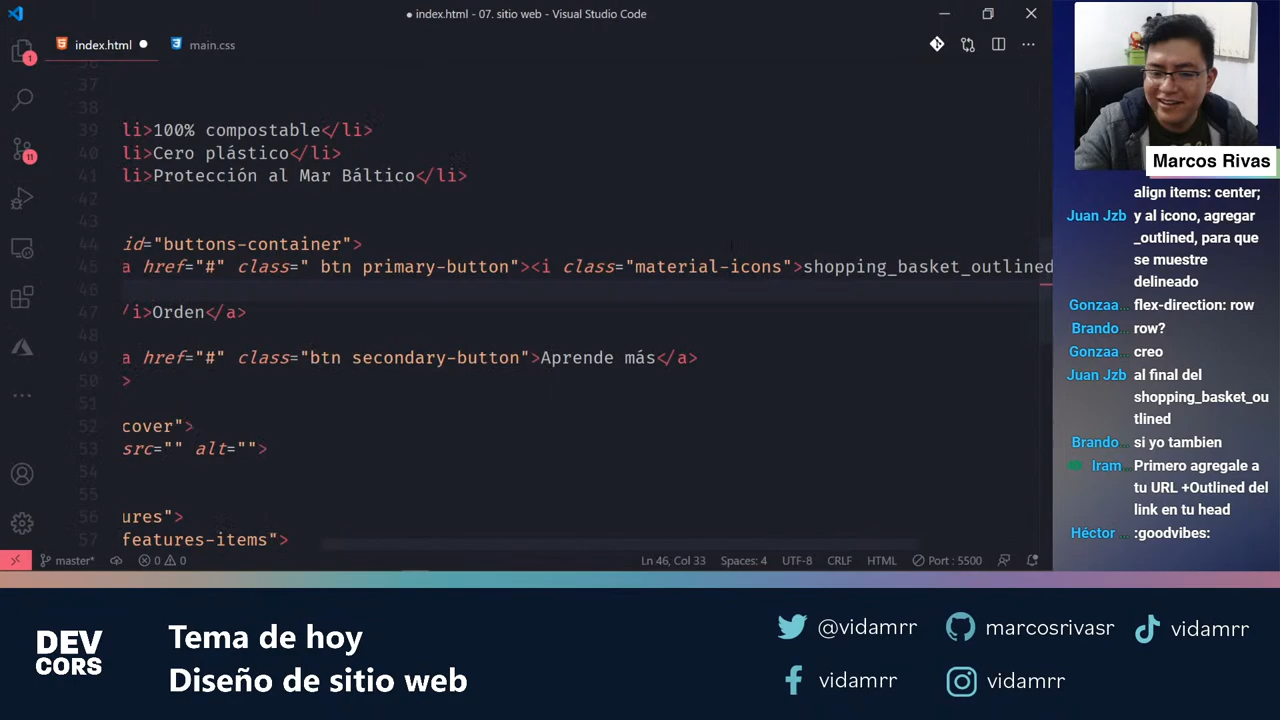 ● index.html - 07. sitio web - Visual Studio Code
index.html
main.css
37
38
39 li>100% compostable</li>
40 li>Cero plástico</li>
41 li>Protección al Mar Báltico</li>
42
43
44 id="buttons-container">
45 a href="#" class=" btn primary-button"><i class="material-icons">shopping_basket_outlined
46
47 /i>Orden</a>
48
49 a href="#" class="btn secondary-button">Aprende más</a>
50 >
51
52 cover">
53 src="" alt="">
54
55
56 ures">
57 features-items">
1
11
master*
0 0
Ln 46, Col 33
Spaces: 4
UTF-8
CRLF
HTML
Port : 5500
Marcos Rivas
align items: center;
Juan Jzb y al icono, agregar
_outlined, para que
se muestre
delineado
Gonzaa... flex-direction: row
Brando... row?
Gonzaa... creo
Juan Jzb al final del
shopping_basket_ou
tlined
Brando... si yo tambien
Iram... Primero agregale a
tu URL +Outlined del
link en tu head
Héctor ... :goodvibes:
DEV
CORS
Tema de hoy
Diseño de sitio web
@vidamrr
marcosrivasr
vidamrr
vidamrr
vidamrr